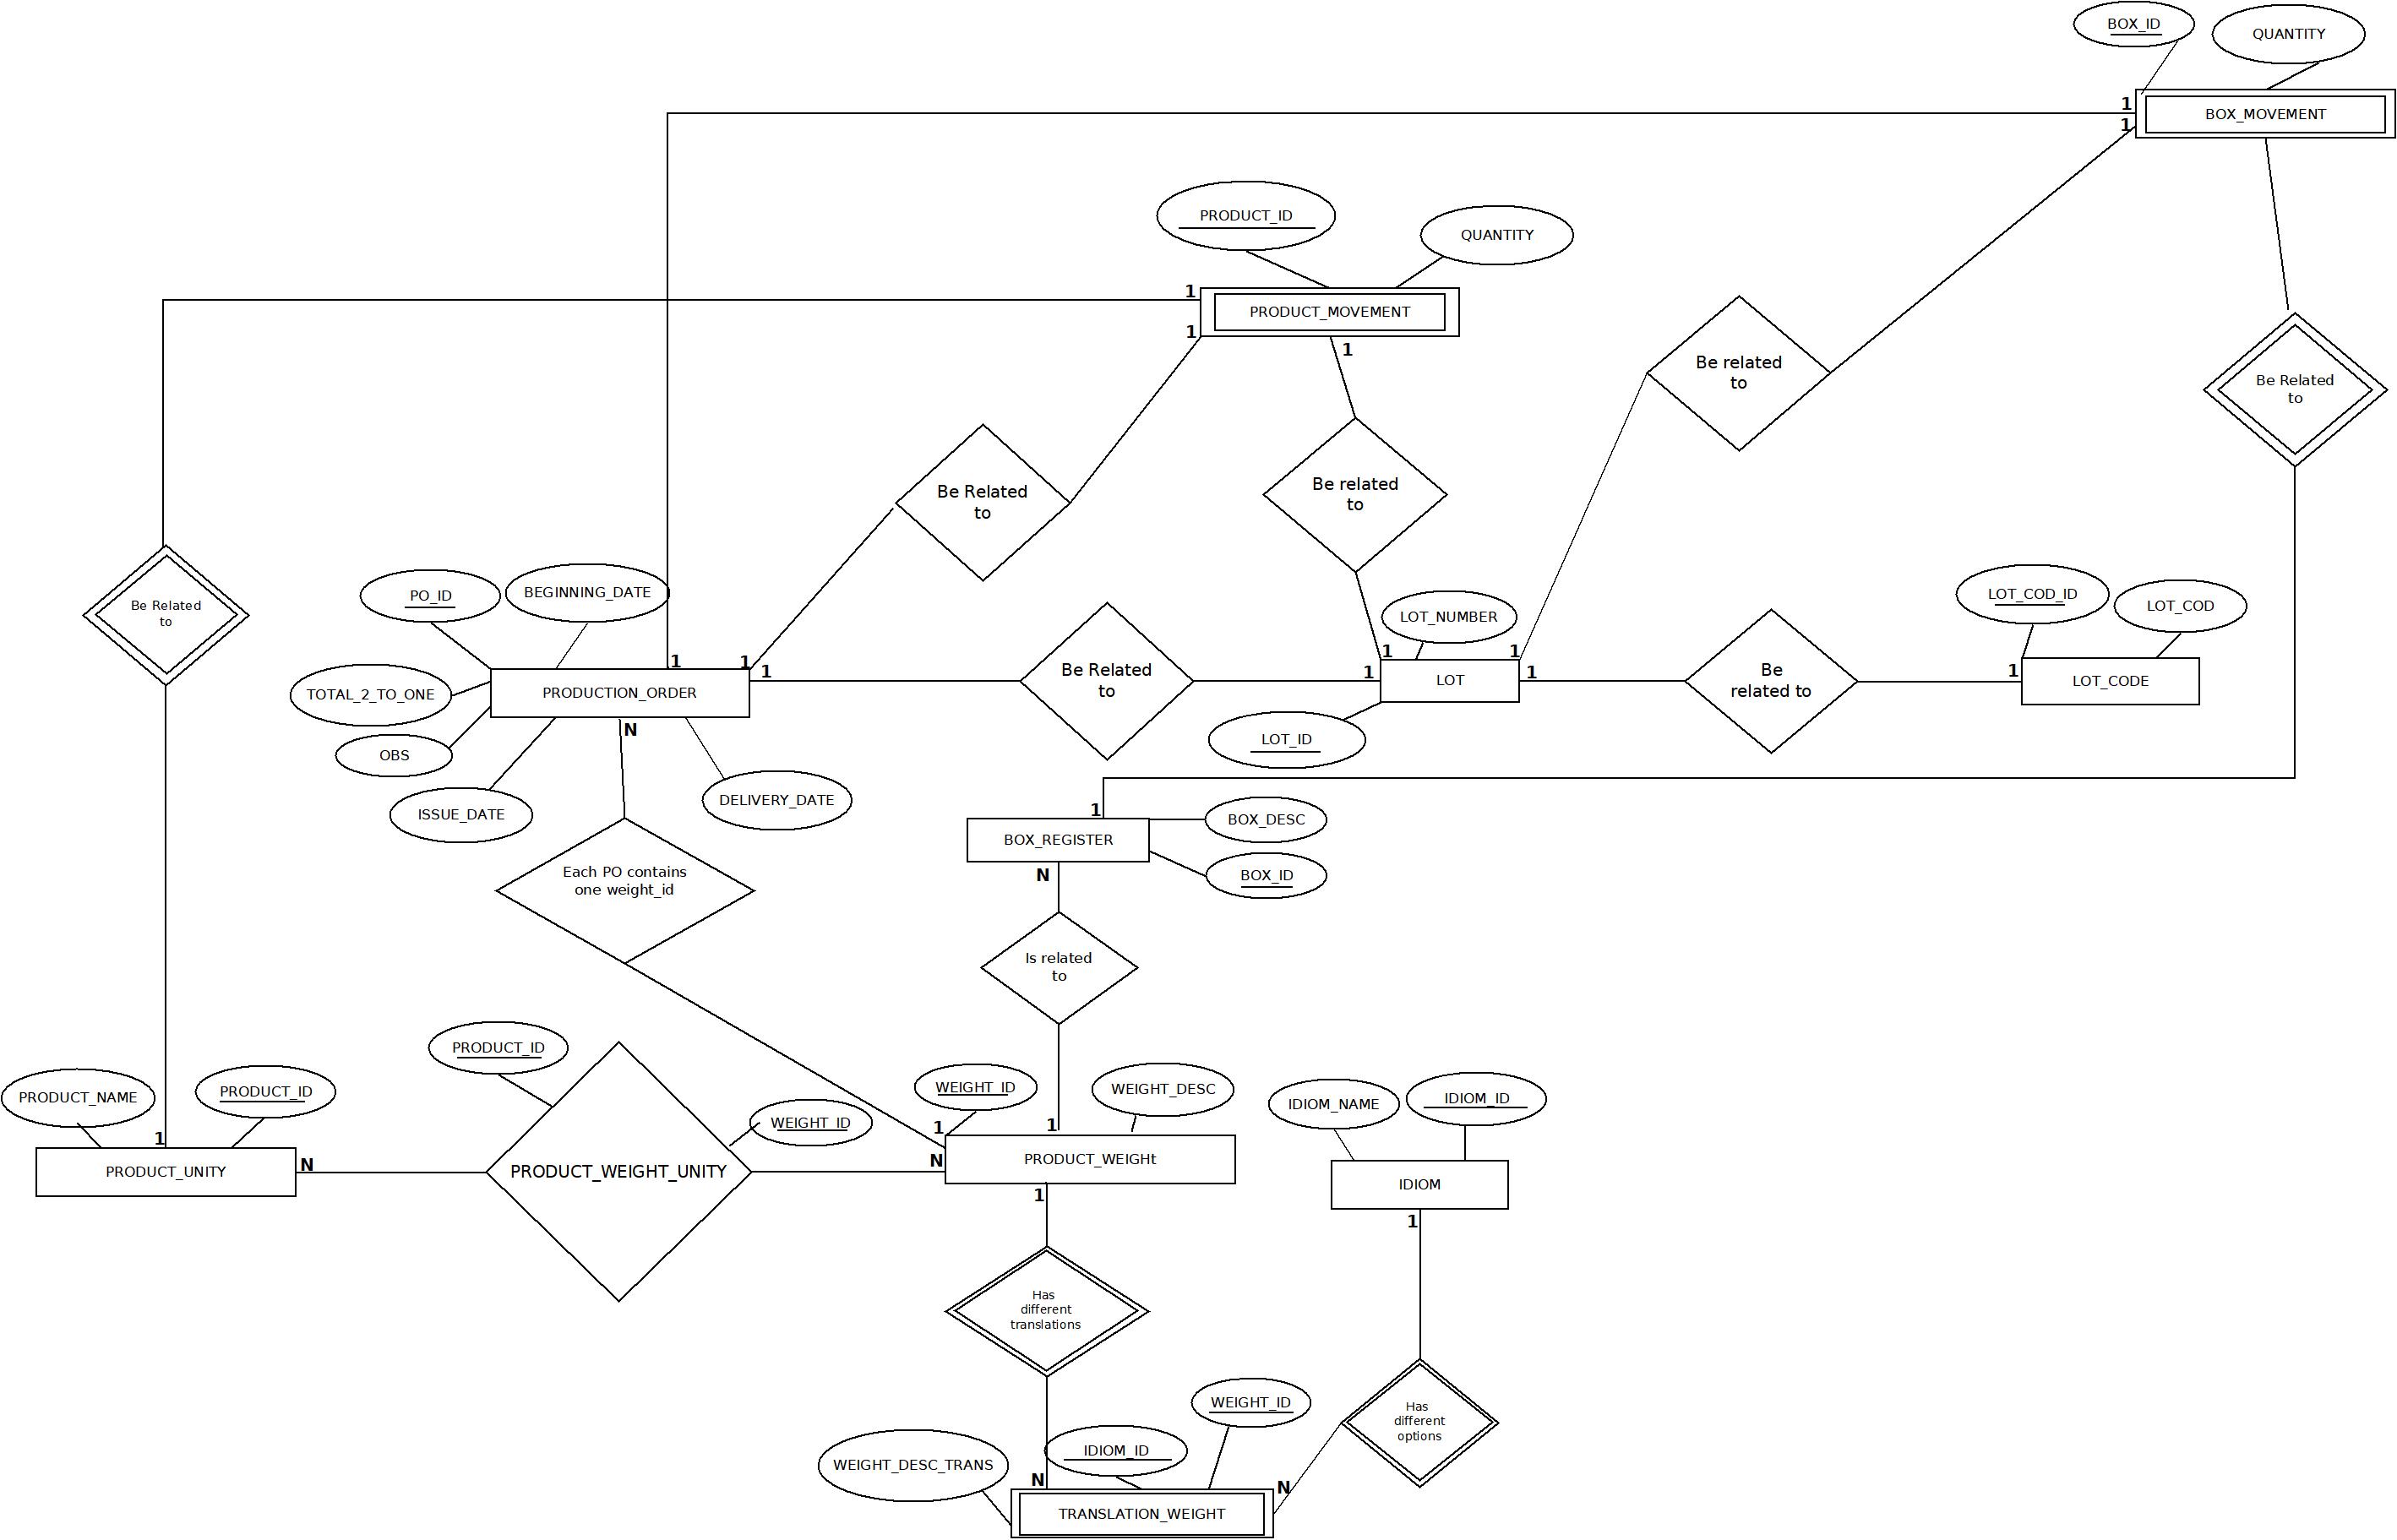 BOX_ID
QUANTITY
1
BOX_MOVEMENT
1
PRODUCT_ID
QUANTITY
1
PRODUCT_MOVEMENT
1
1
Be related
to
Be Related
to
Be Related
to
Be related
to
Be Related
to
PO_ID
BEGINNING_DATE
LOT_NUMBER
LOT_COD_ID
LOT_COD
1
1
1
1
1
Be Related
to
1
LOT
1
Be
related to
1
LOT_CODE
TOTAL_2_TO_ONE
PRODUCTION_ORDER
OBS
N
LOT_ID
ISSUE_DATE
DELIVERY_DATE
1
BOX_DESC
BOX_REGISTER
BOX_ID
N
Each PO contains
one weight_id
Is related
to
PRODUCT_ID
PRODUCT_NAME
PRODUCT_ID
WEIGHT_ID
WEIGHT_ID
WEIGHT_DESC
IDIOM_NAME
IDIOM_ID
1
1
1
PRODUCT_UNITY
N
PRODUCT_WEIGHT_UNITY
N
PRODUCT_WEIGHt
IDIOM
1
1
Has
different
translations
Has
different
options
WEIGHT_ID
IDIOM_ID
WEIGHT_DESC_TRANS
N
N
TRANSLATION_WEIGHT